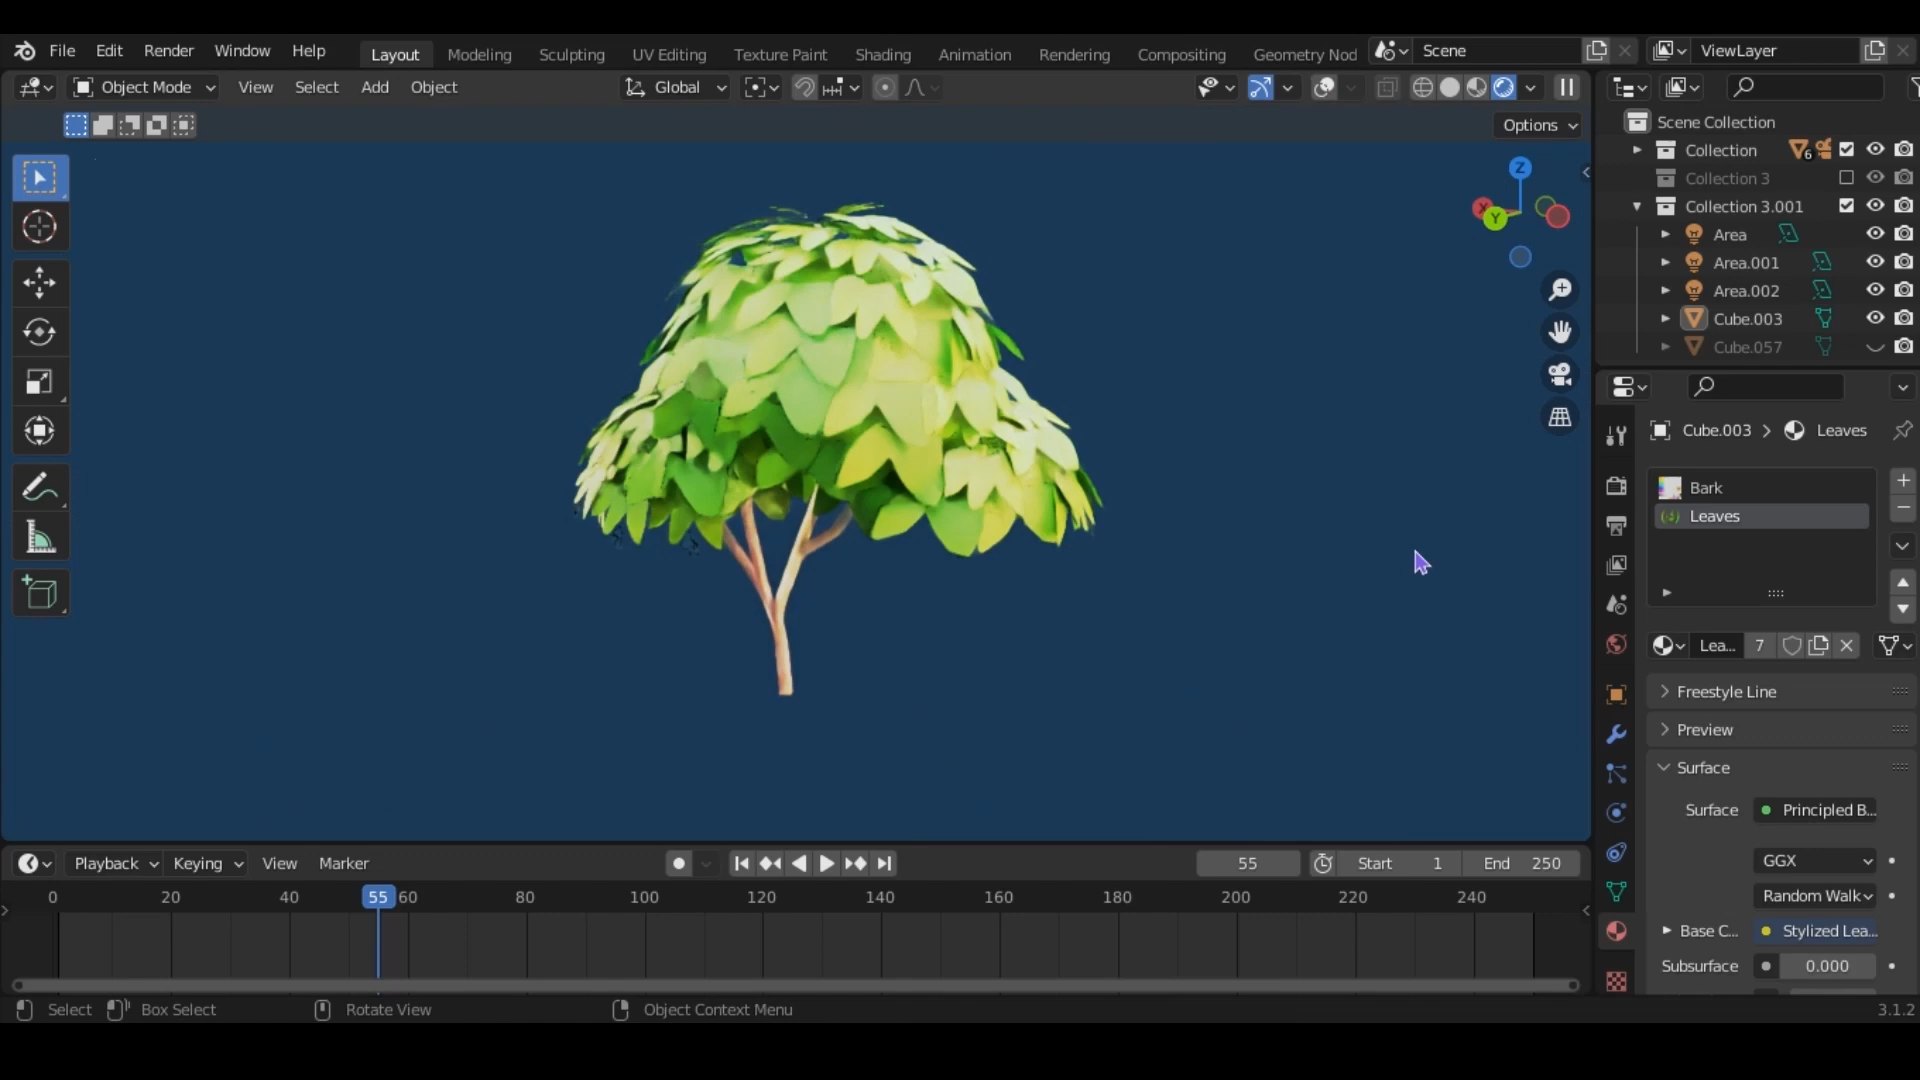 File Edit Render Window Help Layout Modeling Sculpting UV Editing Texture Paint Shading Animation Rendering Compositing Geometry Nod Scene ViewLayer
Object Mode View Select Add Object Global
Options
Z
X
Y
Scene Collection
Collection 6
Collection 3
Collection 3.001
Area
Area.001
Area.002
Cube.003
Cube.057
Cube.003 > Leaves
Bark
Leaves
Lea... 7
Freestyle Line
Preview
Surface
Surface Principled B...
GGX
Random Walk
Base C... Stylized Lea...
Subsurface 0.000
Playback Keying View Marker 55 Start 1 End 250
0 20 40 55 60 80 100 120 140 160 180 200 220 240
Select Box Select Rotate View Object Context Menu 3.1.2